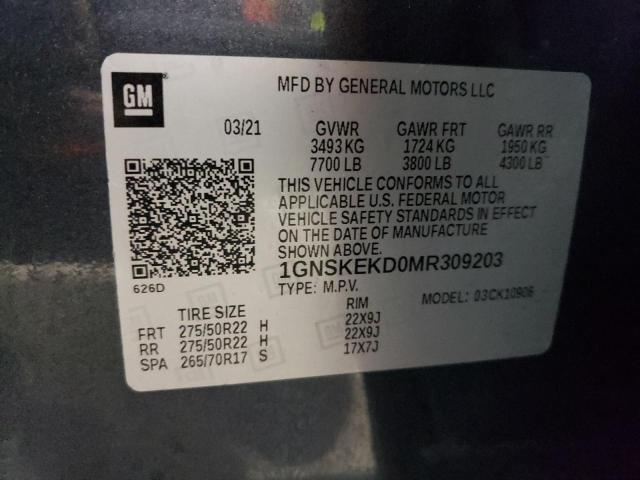 GM
MFD BY GENERAL MOTORS LLC
03/21 GVWR GAWR FRT GAWR RR
3493 KG 1724 KG 1950 KG
7700 LB 3800 LB 4300 LB
THIS VEHICLE CONFORMS TO ALL
APPLICABLE U.S. FEDERAL MOTOR
VEHICLE SAFETY STANDARDS IN EFFECT
ON THE DATE OF MANUFACTURE
SHOWN ABOVE.
1GNSKEKD0MR309203
626D
TYPE: M.P.V. MODEL: 03CK10906
TIRE SIZE RIM
FRT 275/50R22 H 22X9J
RR 275/50R22 H 22X9J
SPA 265/70R17 S 17X7J